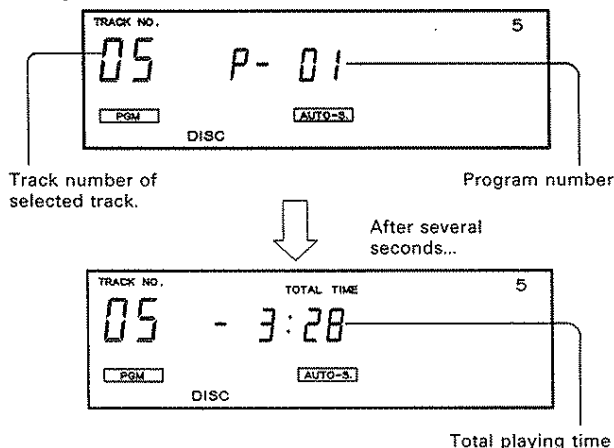 TRACK NO.
5
05 P- 01
PGM
AUTO-S.
DISC
Track number of
selected track.
Program number
After several
seconds...
TRACK NO.
TOTAL TIME
5
05 - 3:28
PGM
AUTO-S.
DISC
Total playing time